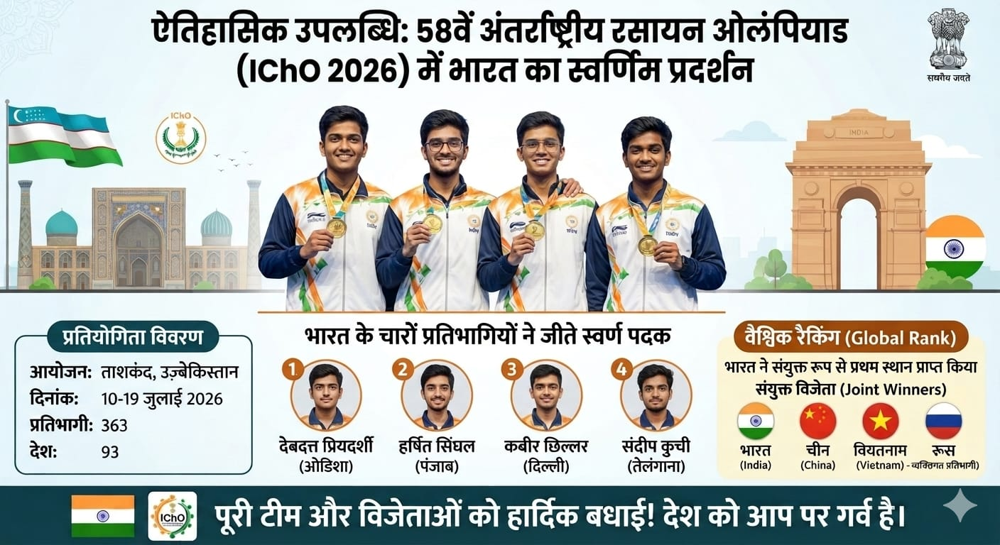 ऐतिहासिक उपलब्धि: 58वें अंतर्राष्ट्रीय रसायन ओलंपियाड
(IChO 2026) में भारत का स्वर्णिम प्रदर्शन
IChO
INDIA
प्रतियोगिता विवरण
आयोजन: ताशकंद, उज़्बेकिस्तान
दिनांक: 10-19 जुलाई 2026
प्रतिभागी: 363
देश: 93
भारत के चारों प्रतिभागियों ने जीते स्वर्ण पदक
1
2
3
4
देबदत्त प्रियदर्शी
(ओडिशा)
हर्षित सिंघल
(पंजाब)
कबीर छिल्लर
(दिल्ली)
संदीप कुची
(तेलंगाना)
वैश्विक रैकिंग (Global Rank)
भारत ने संयुक्त रूप से प्रथम स्थान प्राप्त किया
संयुक्त विजेता (Joint Winners)
भारत
(India)
चीन
(China)
वियतनाम
(Vietnam)
रूस
- व्यक्तिगत प्रतिभागी)
IChO
पूरी टीम और विजेताओं को हार्दिक बधाई! देश को आप पर गर्व है।